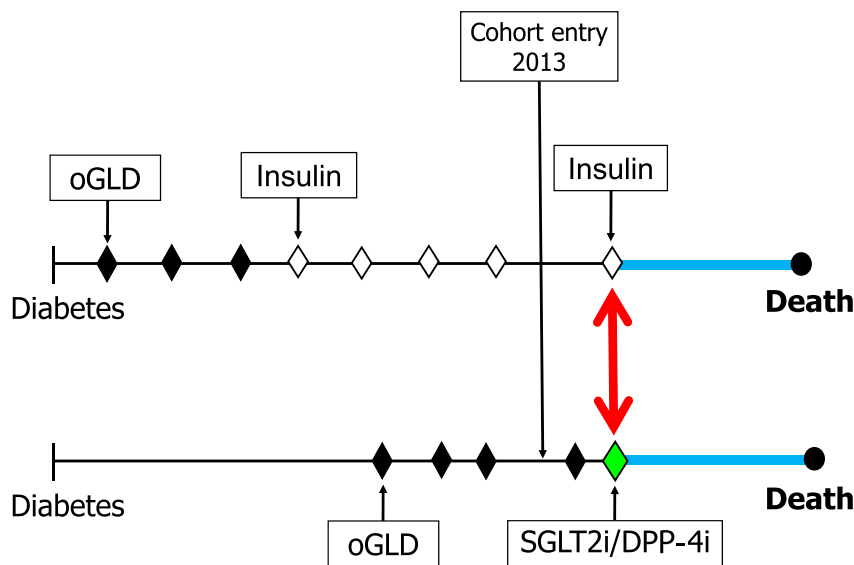 Cohort entry
2013
oGLD
Insulin
Insulin
Diabetes
Death
Diabetes
Death
oGLD
SGLT2i/DPP-4i